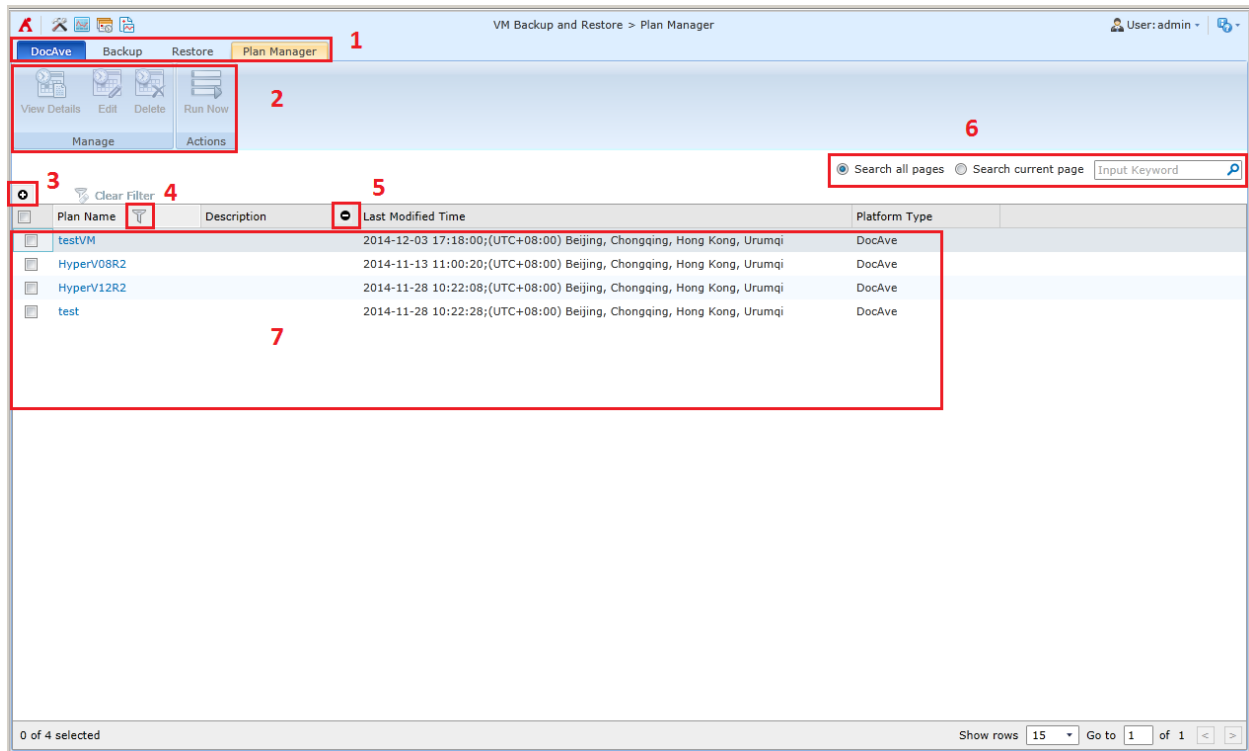 VM Backup and Restore > Plan Manager
User: admin
DocAve Backup Restore Plan Manager 1
View Details Edit Delete Run Now 2
Manage Actions
6
Search all pages Search current page Input Keyword
3 Clear Filter 4 5
Plan Name Description Last Modified Time Platform Type
testVM 2014-12-03 17:18:00;(UTC+08:00) Beijing, Chongqing, Hong Kong, Urumqi DocAve
HyperV08R2 2014-11-13 11:00:20;(UTC+08:00) Beijing, Chongqing, Hong Kong, Urumqi DocAve
HyperV12R2 2014-11-28 10:22:08;(UTC+08:00) Beijing, Chongqing, Hong Kong, Urumqi DocAve
test 2014-11-28 10:22:28;(UTC+08:00) Beijing, Chongqing, Hong Kong, Urumqi DocAve
7
0 of 4 selected Show rows 15 Go to 1 of 1 < >